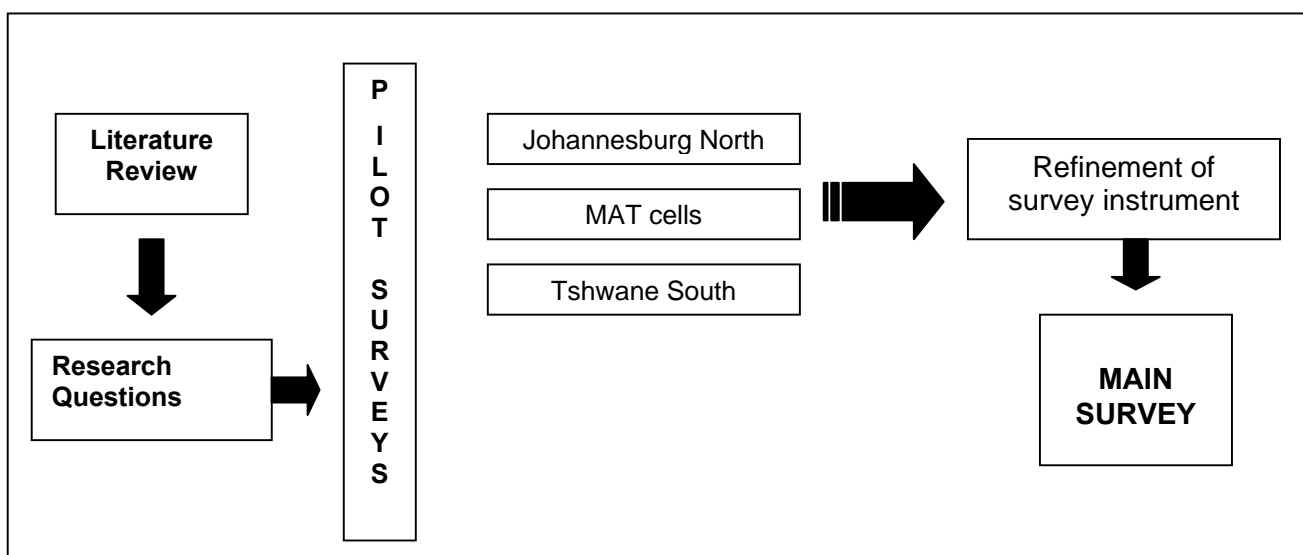 Literature
Review
Research
Questions
P
I
L
O
T
S
U
R
V
E
Y
S
Johannesburg North
MAT cells
Tshwane South
Refinement of
survey instrument
MAIN
SURVEY